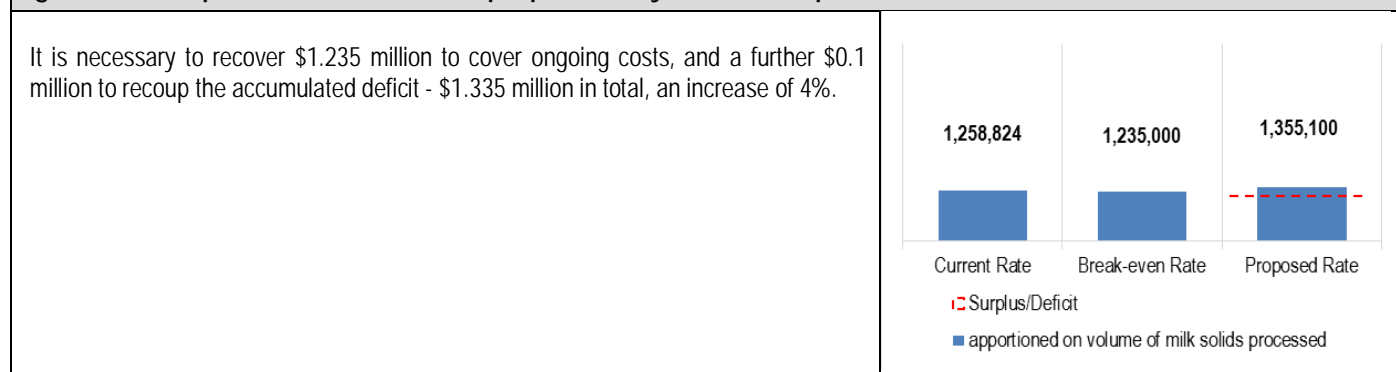 It is necessary to recover $1.235 million to cover ongoing costs, and a further $0.1
million to recoup the accumulated deficit - $1.335 million in total, an increase of 4%.
1,258,824
1,235,000
1,355,100
Current Rate
Break-even Rate
Proposed Rate
Surplus/Deficit
apportioned on volume of milk solids processed